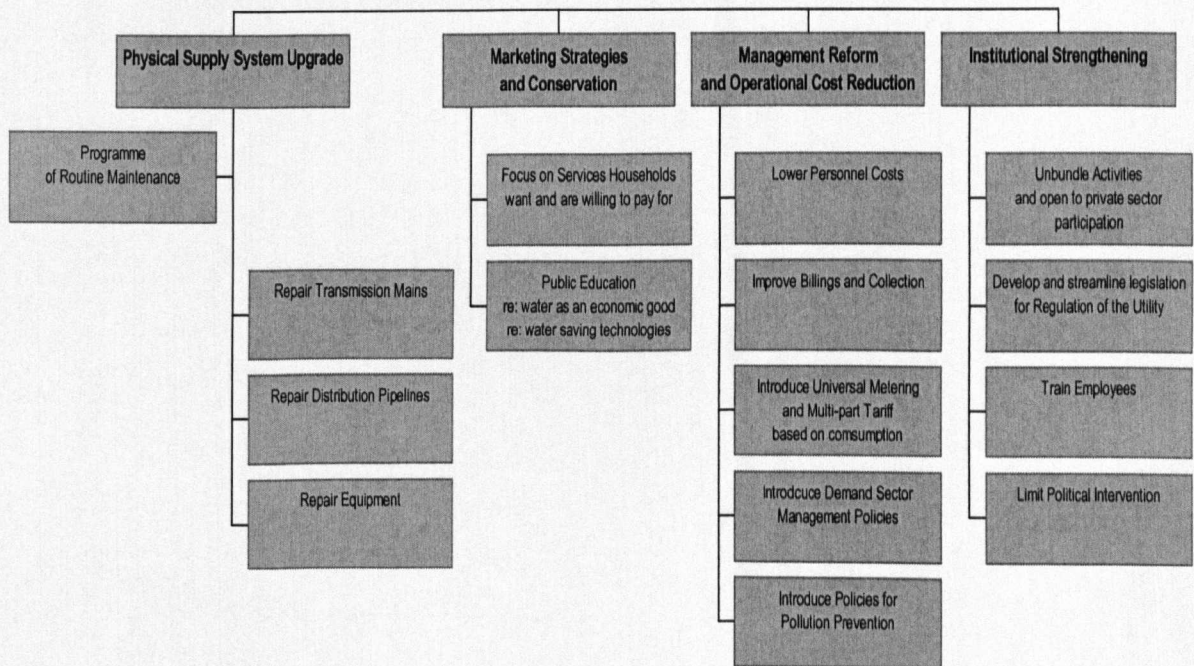 Physical Supply System Upgrade
Programme
of Routine Maintenance
Repair Transmission Mains
Repair Distribution Pipelines
Repair Equipment
Marketing Strategies
and Conservation
Focus on Services Households
want and are willing to pay for
Public Education
re: water as an economic good
re: water saving technologies
Management Reform
and Operational Cost Reduction
Lower Personnel Costs
Improve Billings and Collection
Introduce Universal Metering
and Multi-part Tariff
based on comsumption
Introdcuce Demand Sector
Management Policies
Introduce Policies for
Pollution Prevention
Institutional Strengthening
Unbundle Activities
and open to private sector
participation
Develop and streamline legislation
for Regulation of the Utility
Train Employees
Limit Political Intervention